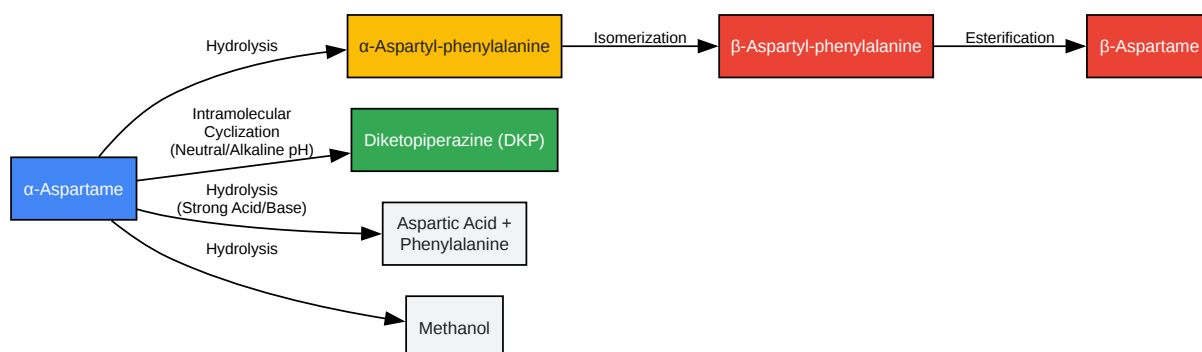 Hydrolysis
α-Aspartyl-phenylalanine
Isomerization
β-Aspartyl-phenylalanine
Esterification
β-Aspartame
Intramolecular
Cyclization
(Neutral/Alkaline pH)
Diketopiperazine (DKP)
α-Aspartame
Hydrolysis
(Strong Acid/Base)
Aspartic Acid +
Phenylalanine
Hydrolysis
Methanol